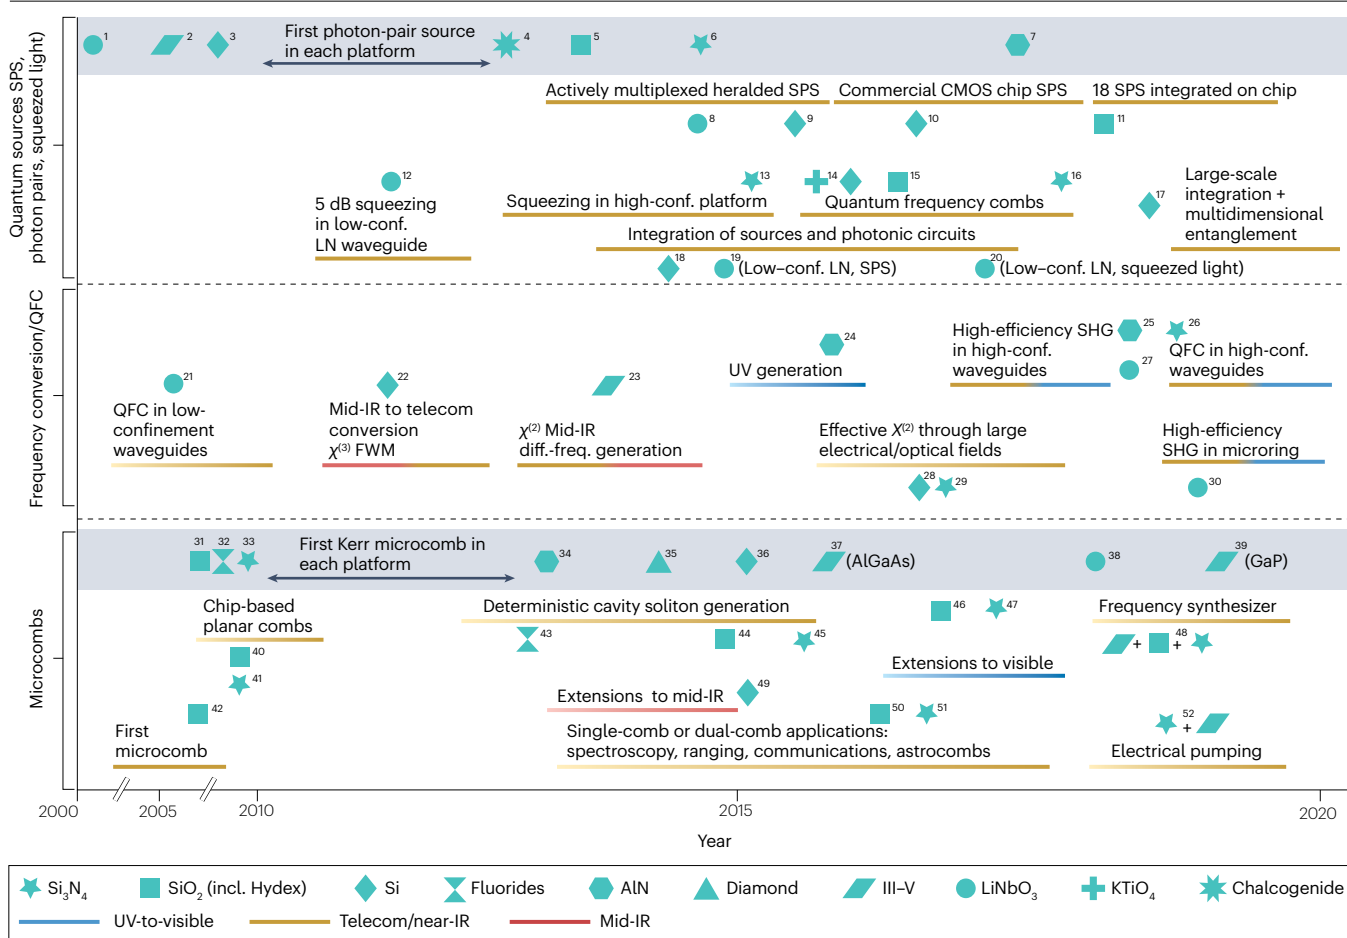 Quantum sources SPS,
photon pairs, squeezed light)
1
2
3
First photon-pair source
in each platform
4
5
6
7
Actively multiplexed heralded SPS
Commercial CMOS chip SPS
18 SPS integrated on chip
8
9
10
11
12
5 dB squeezing
in low-conf.
LN waveguide
13
Squeezing in high-conf. platform
14
15
16
Quantum frequency combs
17
Large-scale
integration +
multidimensional
entanglement
Integration of sources and photonic circuits
18
19 (Low–conf. LN, SPS)
20 (Low–conf. LN, squeezed light)
Frequency conversion/QFC
21
QFC in low-
confinement
waveguides
22
Mid-IR to telecom
conversion
χ(3) FWM
23
χ(2) Mid-IR
diff.-freq. generation
24
UV generation
High-efficiency SHG
in high-conf.
waveguides
25
26
27
QFC in high-conf.
waveguides
Effective X(2) through large
electrical/optical fields
28
29
High-efficiency
SHG in microring
30
Microcombs
31
32
33
First Kerr microcomb in
each platform
34
35
36
37 (AlGaAs)
38
39 (GaP)
Chip-based
planar combs
40
41
42
First
microcomb
Deterministic cavity soliton generation
43
44
45
46
47
Extensions to visible
Frequency synthesizer
+ + 48
Extensions to mid-IR
49
50
51
Single-comb or dual-comb applications:
spectroscopy, ranging, communications, astrocombs
52
+
Electrical pumping
2000
2005
2010
2015
2020
Year
Si3N4
SiO2 (incl. Hydex)
Si
Fluorides
AlN
Diamond
III–V
LiNbO3
KTiO4
Chalcogenide
UV-to-visible
Telecom/near-IR
Mid-IR